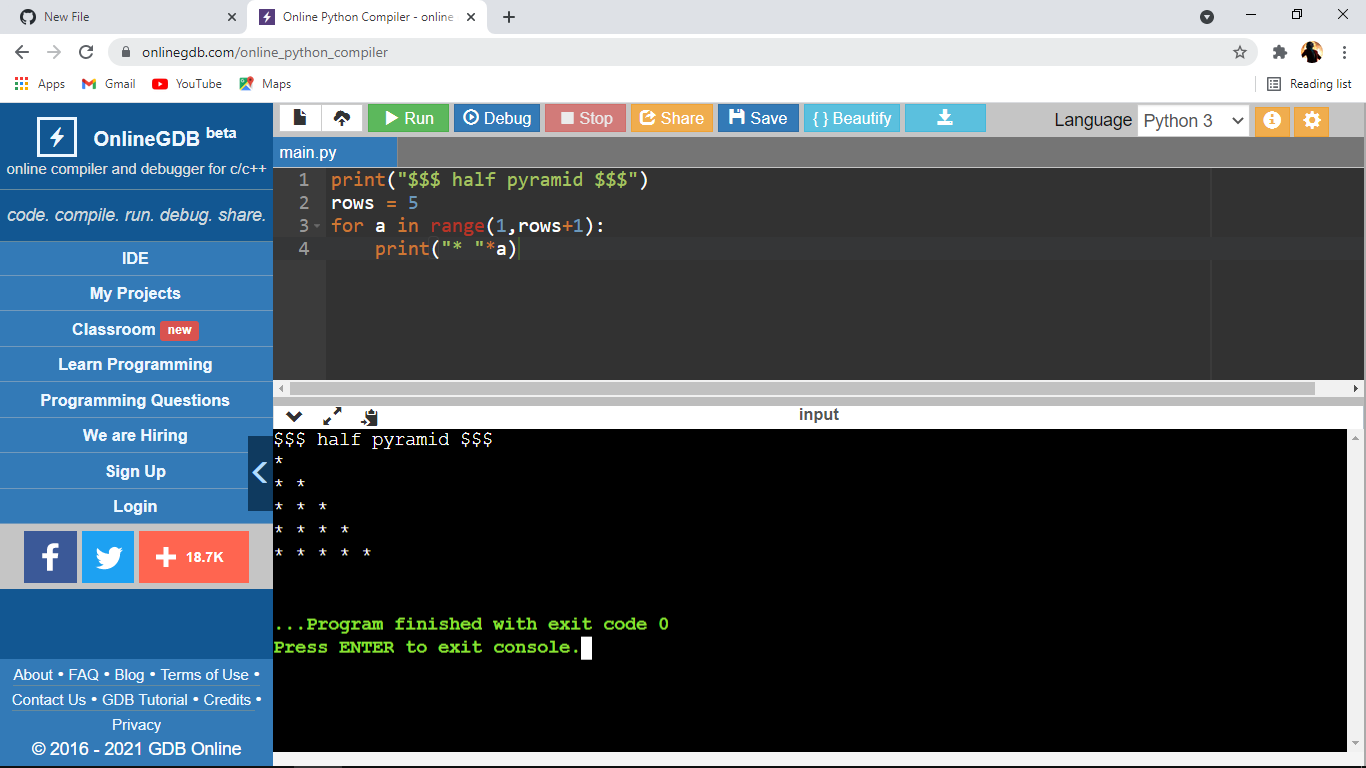 New File
Online Python Compiler - online
onlinegdb.com/online_python_compiler
Apps Gmail YouTube Maps Reading list
OnlineGDB beta
online compiler and debugger for c/c++
code. compile. run. debug. share.
IDE
My Projects
Classroom new
Learn Programming
Programming Questions
We are Hiring
Sign Up
Login
18.7K
About • FAQ • Blog • Terms of Use •
Contact Us • GDB Tutorial • Credits •
Privacy
© 2016 - 2021 GDB Online
Run Debug Stop Share Save { } Beautify Language Python 3
main.py
1 print("$$$ half pyramid $$$")
2 rows = 5
3 for a in range(1,rows+1):
4     print("* "*a)
input
$$$ half pyramid $$$
*
* *
* * *
* * * *
* * * * *
...Program finished with exit code 0
Press ENTER to exit console.